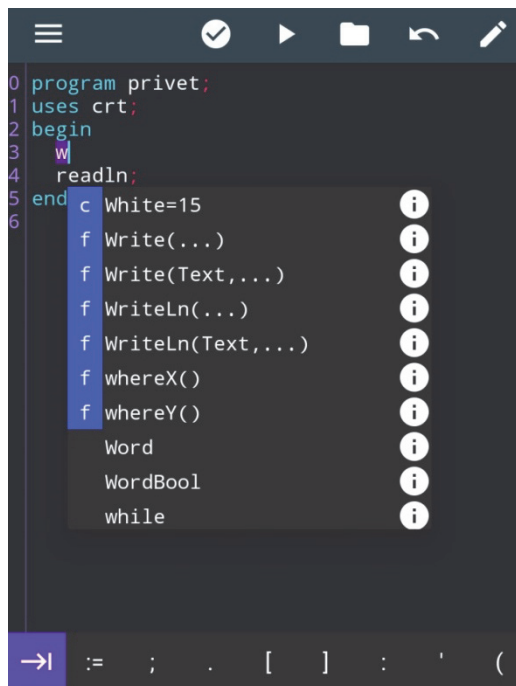 0 program privet;
1 uses crt;
2 begin
3 w
4 readln;
5 end
6
c White=15 i
f Write(...) i
f Write(Text,...) i
f WriteLn(...) i
f WriteLn(Text,...) i
f whereX() i
f whereY() i
Word i
WordBool i
while i
:= ; . [ ] : ' (